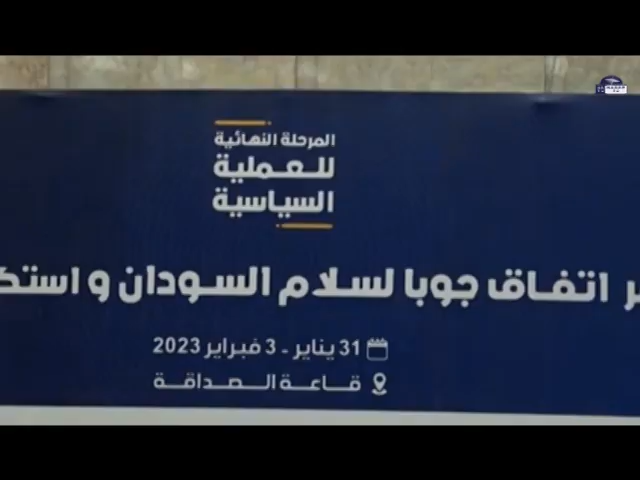 المرحلة النهائية
للعملية
السياسية
اتفاق جوبا لسلام السودان و
31 يناير - 3 فبراير 2023
قاعة الصداقة